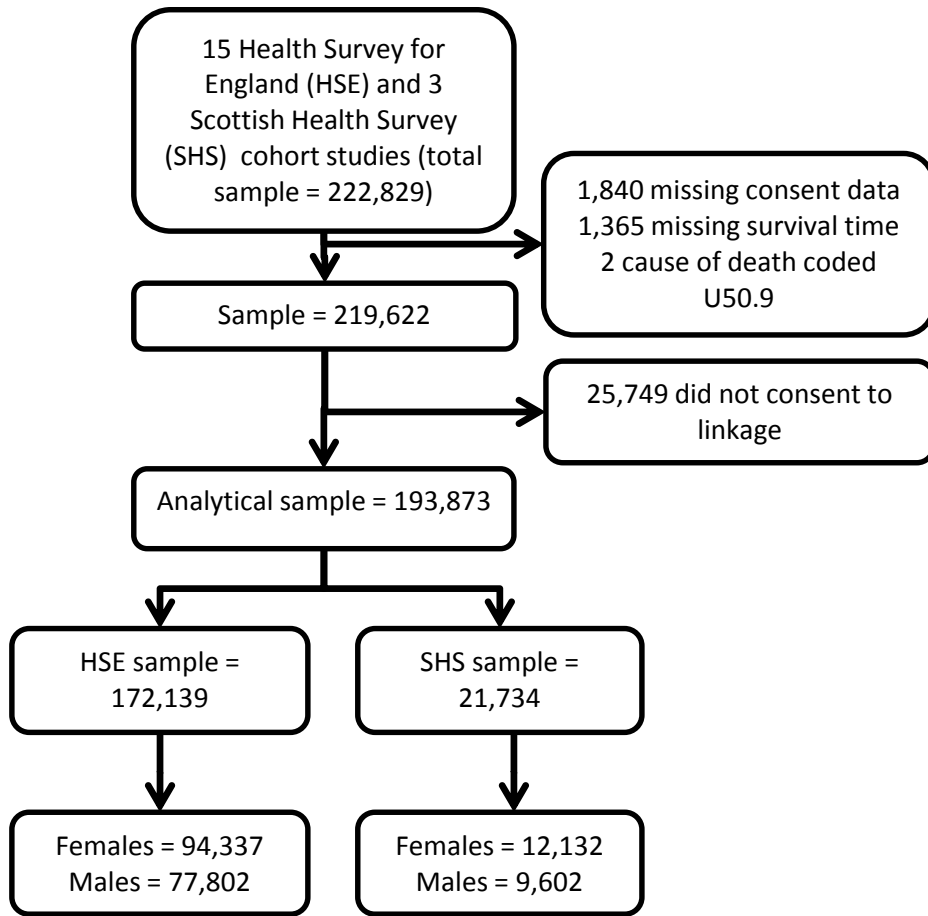 15 Health Survey for
England (HSE) and 3
Scottish Health Survey
(SHS) cohort studies (total
sample = 222,829)
1,840 missing consent data
1,365 missing survival time
2 cause of death coded
U50.9
Sample = 219,622
25,749 did not consent to
linkage
Analytical sample = 193,873
HSE sample =
172,139
SHS sample =
21,734
Females = 94,337
Males = 77,802
Females = 12,132
Males = 9,602